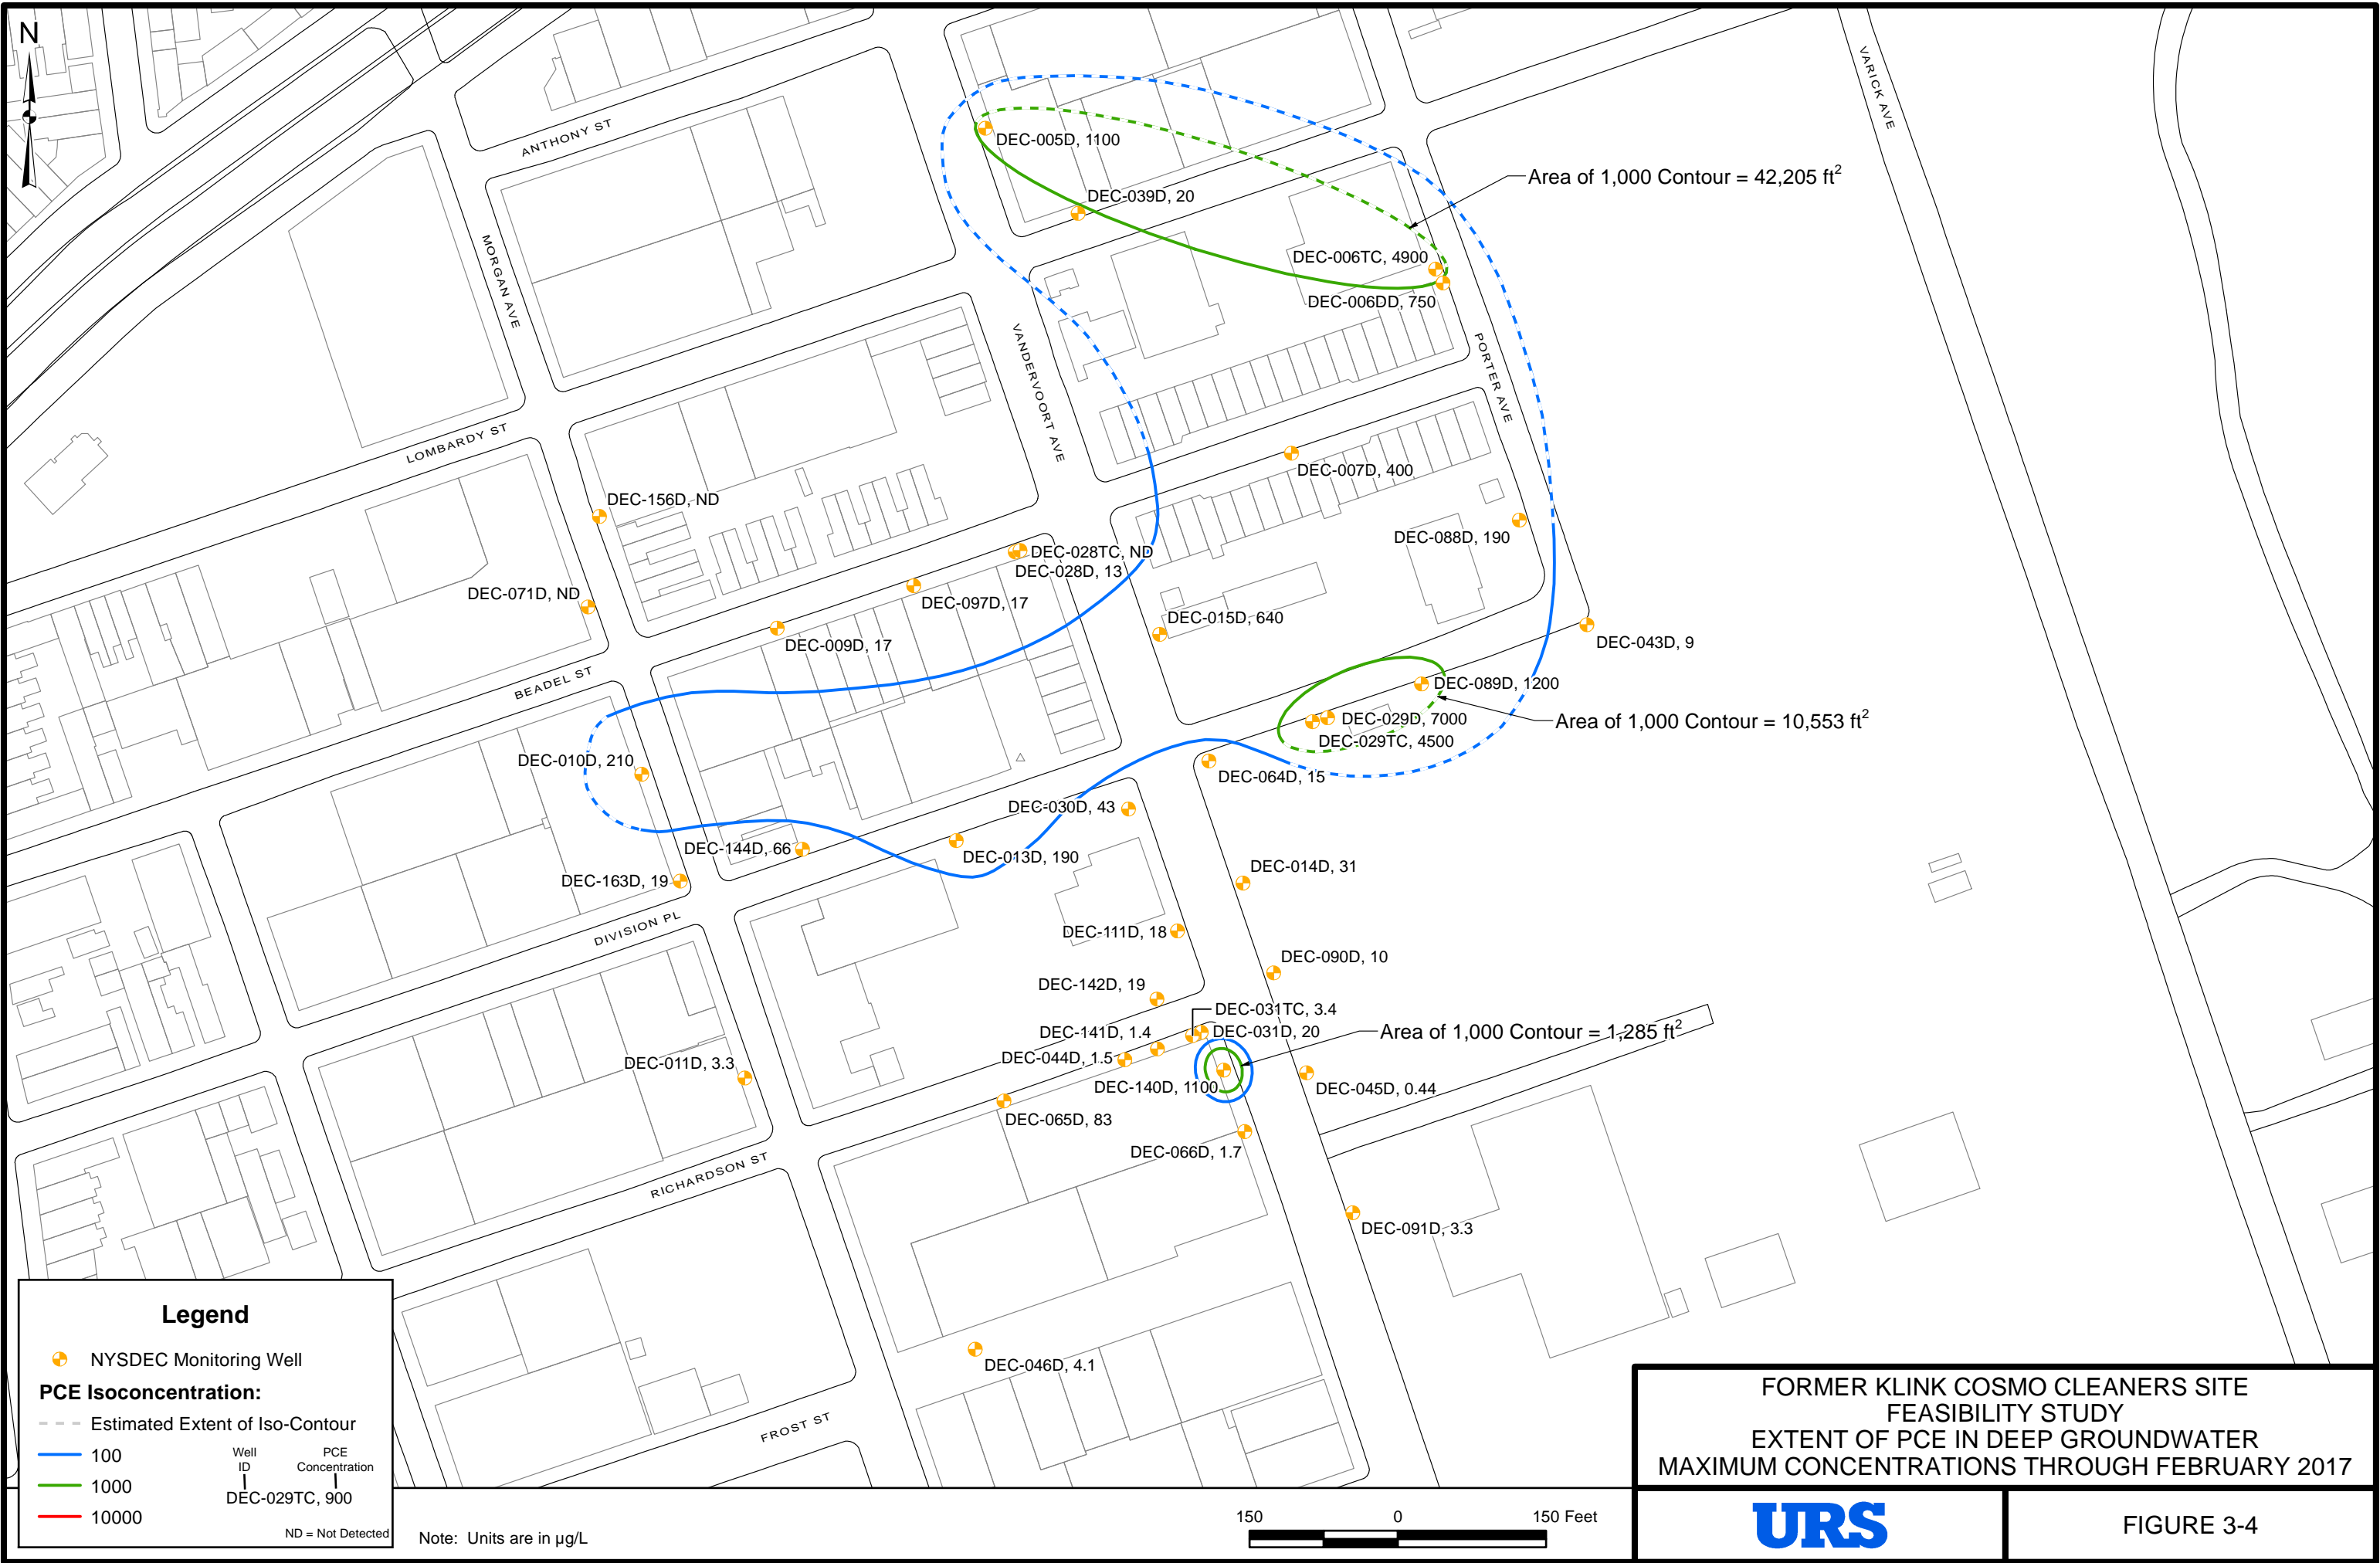 N
ANTHONY ST
VARICK AVE
MORGAN AVE
LOMBARDY ST
VANDERVOORT AVE
PORTER AVE
BEADEL ST
DIVISION PL
RICHARDSON ST
FROST ST
DEC-005D, 1100
Area of 1,000 Contour = 42,205 ft²
DEC-039D, 20
DEC-006TC, 4900
DEC-006DD, 750
DEC-007D, 400
DEC-156D, ND
DEC-088D, 190
DEC-028TC, ND
DEC-028D, 13
DEC-071D, ND
DEC-097D, 17
DEC-015D, 640
DEC-009D, 17
DEC-043D, 9
DEC-089D, 1200
DEC-029D, 7000
Area of 1,000 Contour = 10,553 ft²
DEC-029TC, 4500
DEC-010D, 210
DEC-064D, 15
DEC-030D, 43
DEC-144D, 66
DEC-013D, 190
DEC-014D, 31
DEC-163D, 19
DEC-111D, 18
DEC-090D, 10
DEC-142D, 19
DEC-031TC, 3.4
DEC-141D, 1.4
DEC-031D, 20
Area of 1,000 Contour = 1,285 ft²
DEC-044D, 1.5
DEC-011D, 3.3
DEC-140D, 1100
DEC-045D, 0.44
DEC-065D, 83
DEC-066D, 1.7
DEC-091D, 3.3
DEC-046D, 4.1
Legend
NYSDEC Monitoring Well
PCE Isoconcentration:
Estimated Extent of Iso-Contour
100
1000
10000
Well
ID
PCE
Concentration
DEC-029TC, 900
ND = Not Detected
Note: Units are in µg/L
150 0 150 Feet
FORMER KLINK COSMO CLEANERS SITE
FEASIBILITY STUDY
EXTENT OF PCE IN DEEP GROUNDWATER
MAXIMUM CONCENTRATIONS THROUGH FEBRUARY 2017
URS
FIGURE 3-4